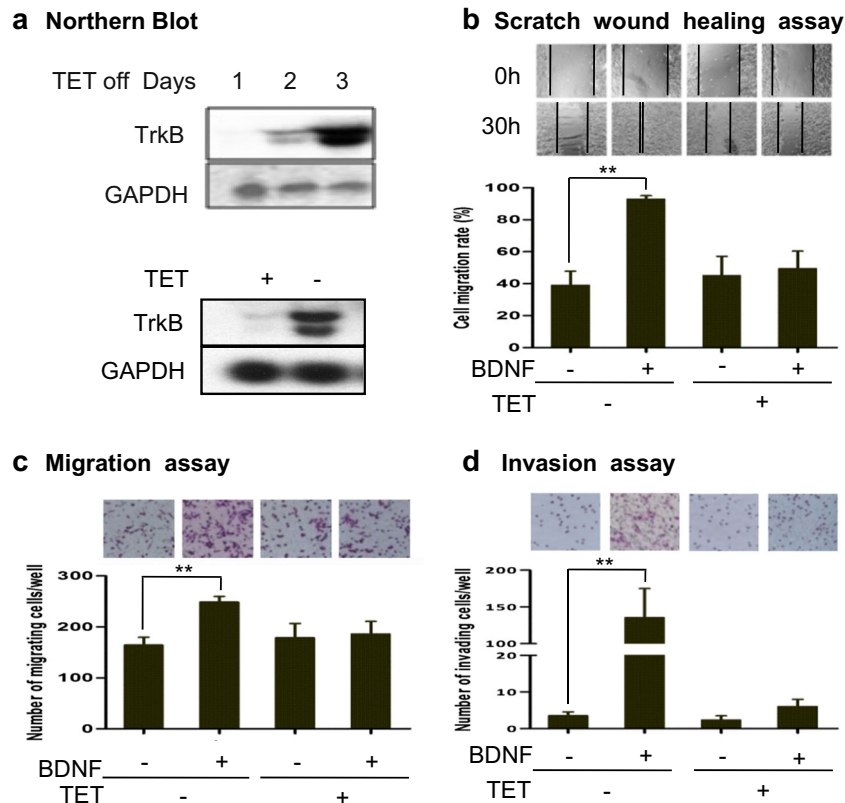 a Northern Blot
TET off Days 1 2 3
TrkB
GAPDH
TET + -
TrkB
GAPDH
b Scratch wound healing assay
0h
30h
**
Cell migration rate (%)
100
80
60
40
20
0
BDNF - + - +
TET - +
c Migration assay
**
Number of migrating cells/well
300
200
100
0
BDNF - + - +
TET - +
d Invasion assay
**
Number of invading cells/well
200
150
100
20
10
0
BDNF - + - +
TET - +